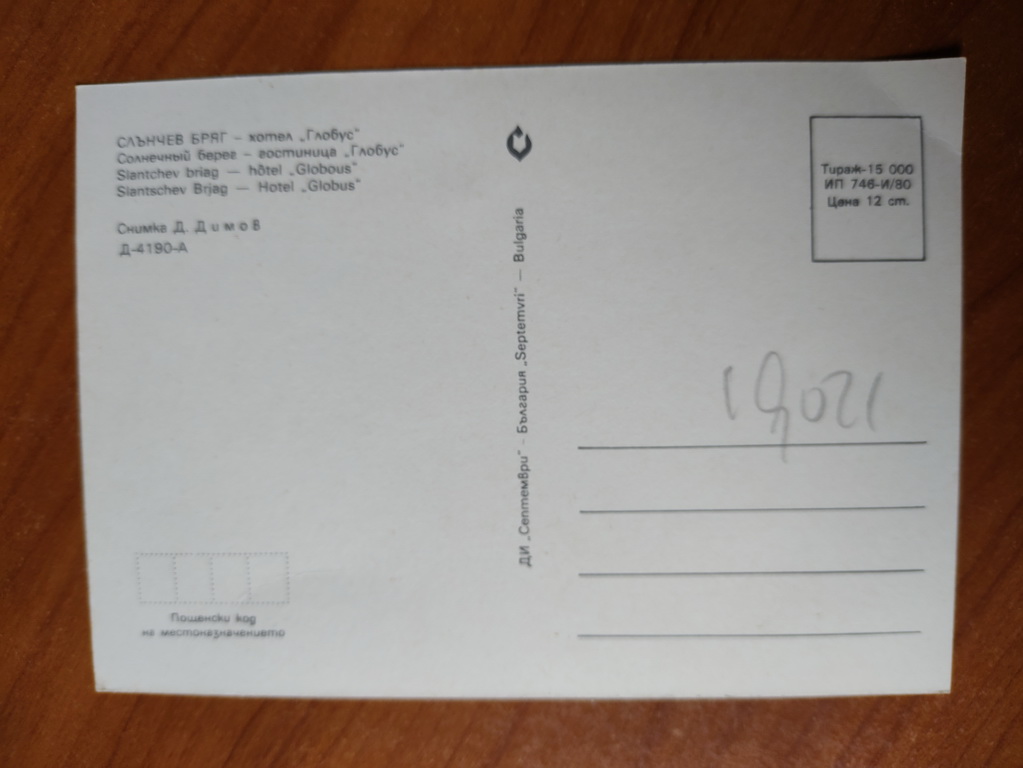 СЛЪНЧЕВ БРЯГ – хотел „Глобус“
Солнечный берег – гостиница „Глобус“
Slantchev briag — hôtel „Globous“
Slantschev Brjag — Hotel „Globus“
Снимка Д. Димов
Д-4190-А
Пощенски код
на местоназначението
ДИ „Септември“ - България „Septemvri“ — Bulgaria
Тираж-15 000
ИП 746-И/80
Цена 12 ст.